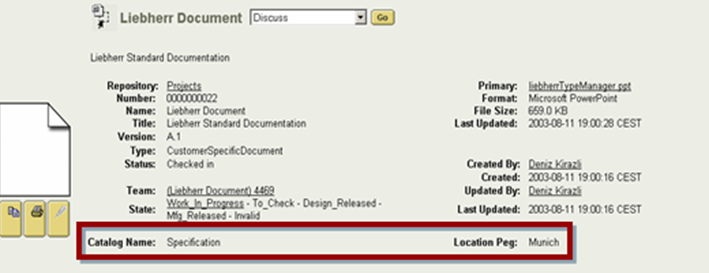 Liebherr Document Discuss Go
Liebherr Standard Documentation
Repository: Projects Primary: liebherrTypeManager.ppt
Number: 0000000022 Format: Microsoft PowerPoint
Name: Liebherr Document File Size: 659.0 KB
Title: Liebherr Standard Documentation Last Updated: 2003-08-11 19:00:28 CEST
Version: A.1
Type: CustomerSpecificDocument
Status: Checked in Created By: Deniz Kirazli
Created: 2003-08-11 19:00:16 CEST
Team: (Liebherr Document) 4469 Updated By: Deniz Kirazli
State: Work_In_Progress - To_Check - Design_Released - Last Updated: 2003-08-11 19:00:16 CEST
Mfg_Released - Invalid
Catalog Name: Specification Location Peg: Munich